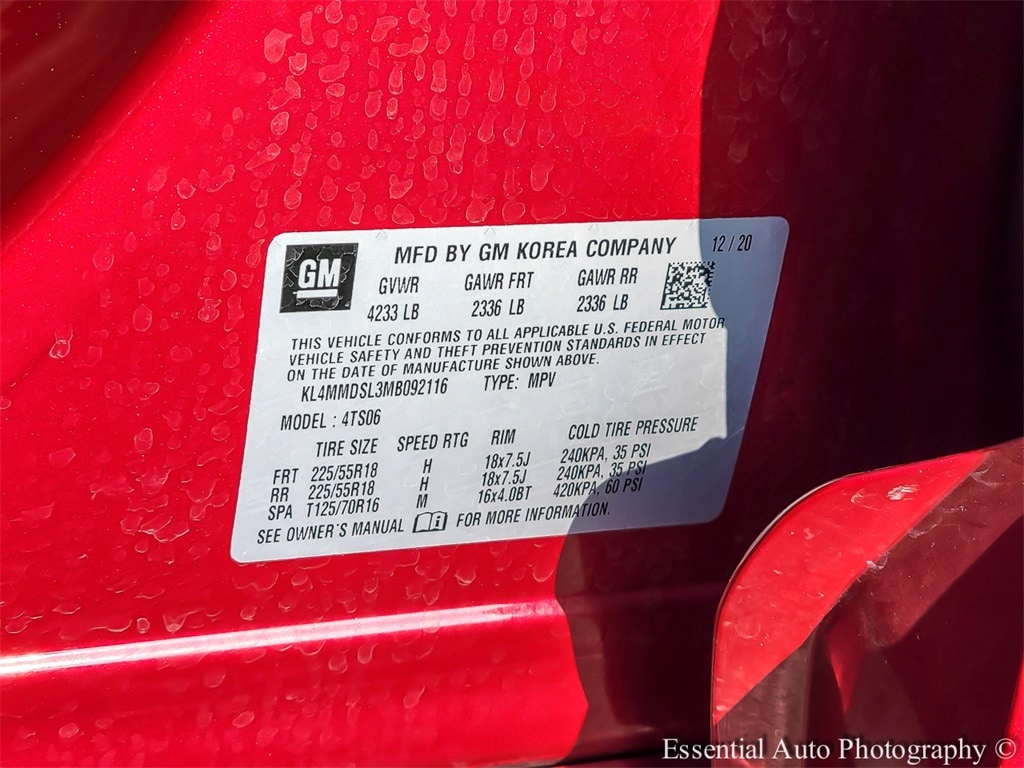 GM
MFD BY GM KOREA COMPANY 12/20
GVWR GAWR FRT GAWR RR
4233 LB 2336 LB 2336 LB
THIS VEHICLE CONFORMS TO ALL APPLICABLE U.S. FEDERAL MOTOR
VEHICLE SAFETY AND THEFT PREVENTION STANDARDS IN EFFECT
ON THE DATE OF MANUFACTURE SHOWN ABOVE.
KL4MMDSL3MB092116 TYPE: MPV
MODEL : 4TS06
TIRE SIZE SPEED RTG RIM COLD TIRE PRESSURE
FRT 225/55R18 H 18x7.5J 240KPA, 35 PSI
RR 225/55R18 H 18x7.5J 240KPA, 35 PSI
SPA T125/70R16 M 16x4.0BT 420KPA, 60 PSI
SEE OWNER'S MANUAL FOR MORE INFORMATION.
Essential Auto Photography ©